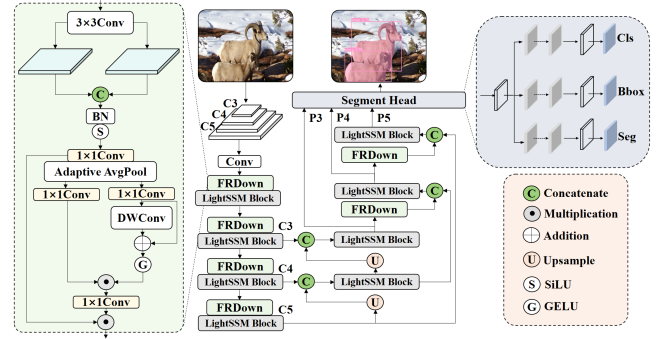 3×3Conv
C
BN
S
1×1Conv
Adaptive AvgPool
1×1Conv
1×1Conv
DWConv
G
1×1Conv
C3
C4
C5
Conv
FRDown
LightSSM Block
FRDown
C3
LightSSM Block
FRDown
C4
LightSSM Block
FRDown
C5
LightSSM Block
Segment Head
P3
P4
P5
LightSSM Block
C
FRDown
LightSSM Block
C
FRDown
C
LightSSM Block
U
C
LightSSM Block
U
Cls
Bbox
Seg
C
Concatenate
Multiplication
Addition
U
Upsample
S
SiLU
G
GELU